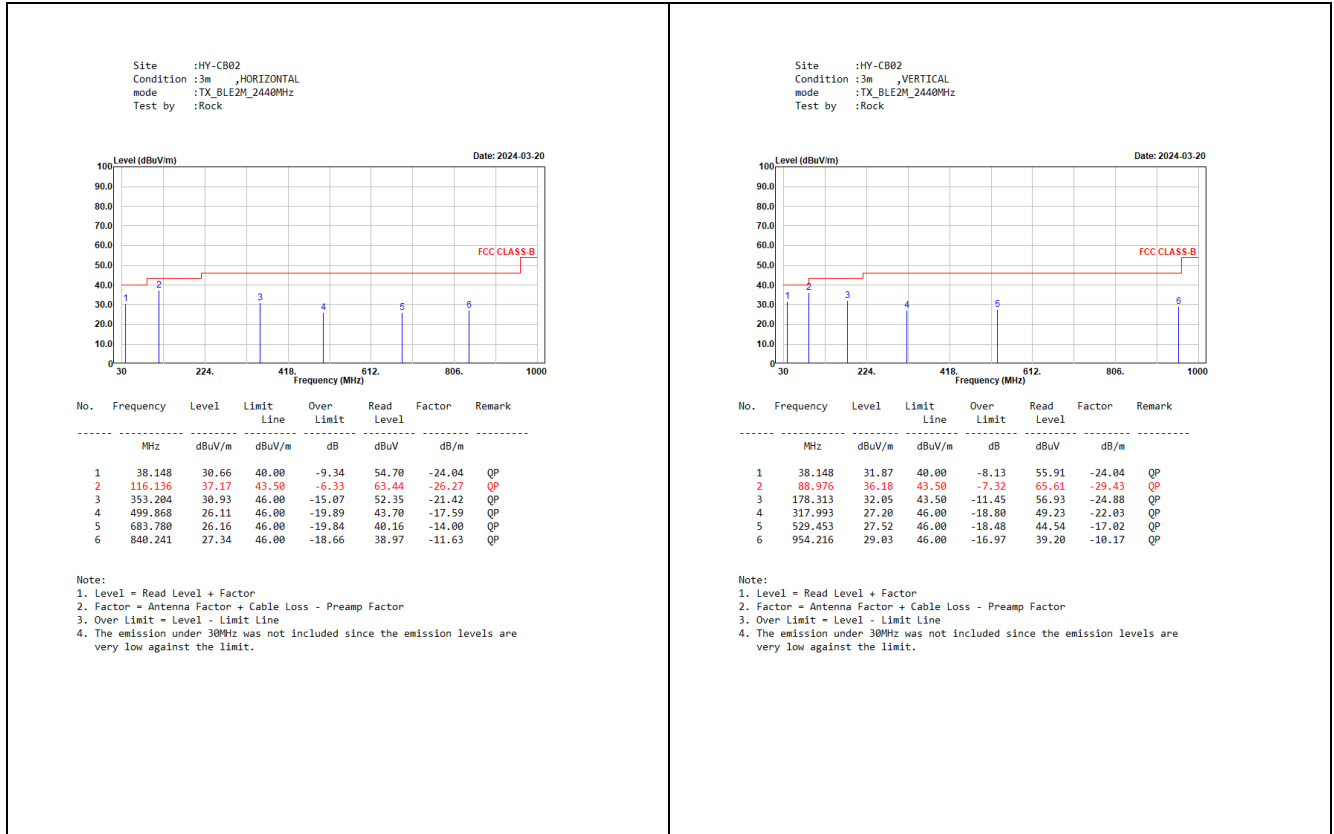 Site      :HY-CB02
Condition :3m   ,HORIZONTAL
mode      :TX_BLE2M_2440MHz
Test by   :Rock
Level (dBuV/m)
Date: 2024-03-20
100
90.0
80.0
70.0
60.0
FCC CLASS-B
50.0
40.0
30.0
20.0
10.0
0
1
2
3
4
5
6
30 224. 418. 612. 806. 1000
Frequency (MHz)
No. Frequency Level Limit Over Read Factor Remark
Line Limit Level
------ ----------- -------- --------- -------- -------- -------- ---------
MHz dBuV/m dBuV/m dB dBuV dB/m
1 38.148 30.66 40.00 -9.34 54.70 -24.04 QP
2 116.136 37.17 43.50 -6.33 63.44 -26.27 QP
3 353.204 30.93 46.00 -15.07 52.35 -21.42 QP
4 499.868 26.11 46.00 -19.89 43.70 -17.59 QP
5 683.780 26.16 46.00 -19.84 40.16 -14.00 QP
6 840.241 27.34 46.00 -18.66 38.97 -11.63 QP
Note:
1. Level = Read Level + Factor
2. Factor = Antenna Factor + Cable Loss - Preamp Factor
3. Over Limit = Level - Limit Line
4. The emission under 30MHz was not included since the emission levels are
very low against the limit.
Site      :HY-CB02
Condition :3m   ,VERTICAL
mode      :TX_BLE2M_2440MHz
Test by   :Rock
Level (dBuV/m)
Date: 2024-03-20
100
90.0
80.0
70.0
60.0
FCC CLASS-B
50.0
40.0
30.0
20.0
10.0
0
1
2
3
4
5
6
30 224. 418. 612. 806. 1000
Frequency (MHz)
No. Frequency Level Limit Over Read Factor Remark
Line Limit Level
------ ----------- -------- --------- -------- -------- -------- ---------
MHz dBuV/m dBuV/m dB dBuV dB/m
1 38.148 31.87 40.00 -8.13 55.91 -24.04 QP
2 88.976 36.18 43.50 -7.32 65.61 -29.43 QP
3 178.313 32.05 43.50 -11.45 56.93 -24.88 QP
4 317.993 27.20 46.00 -18.80 49.23 -22.03 QP
5 529.453 27.52 46.00 -18.48 44.54 -17.02 QP
6 954.216 29.03 46.00 -16.97 39.20 -10.17 QP
Note:
1. Level = Read Level + Factor
2. Factor = Antenna Factor + Cable Loss - Preamp Factor
3. Over Limit = Level - Limit Line
4. The emission under 30MHz was not included since the emission levels are
very low against the limit.